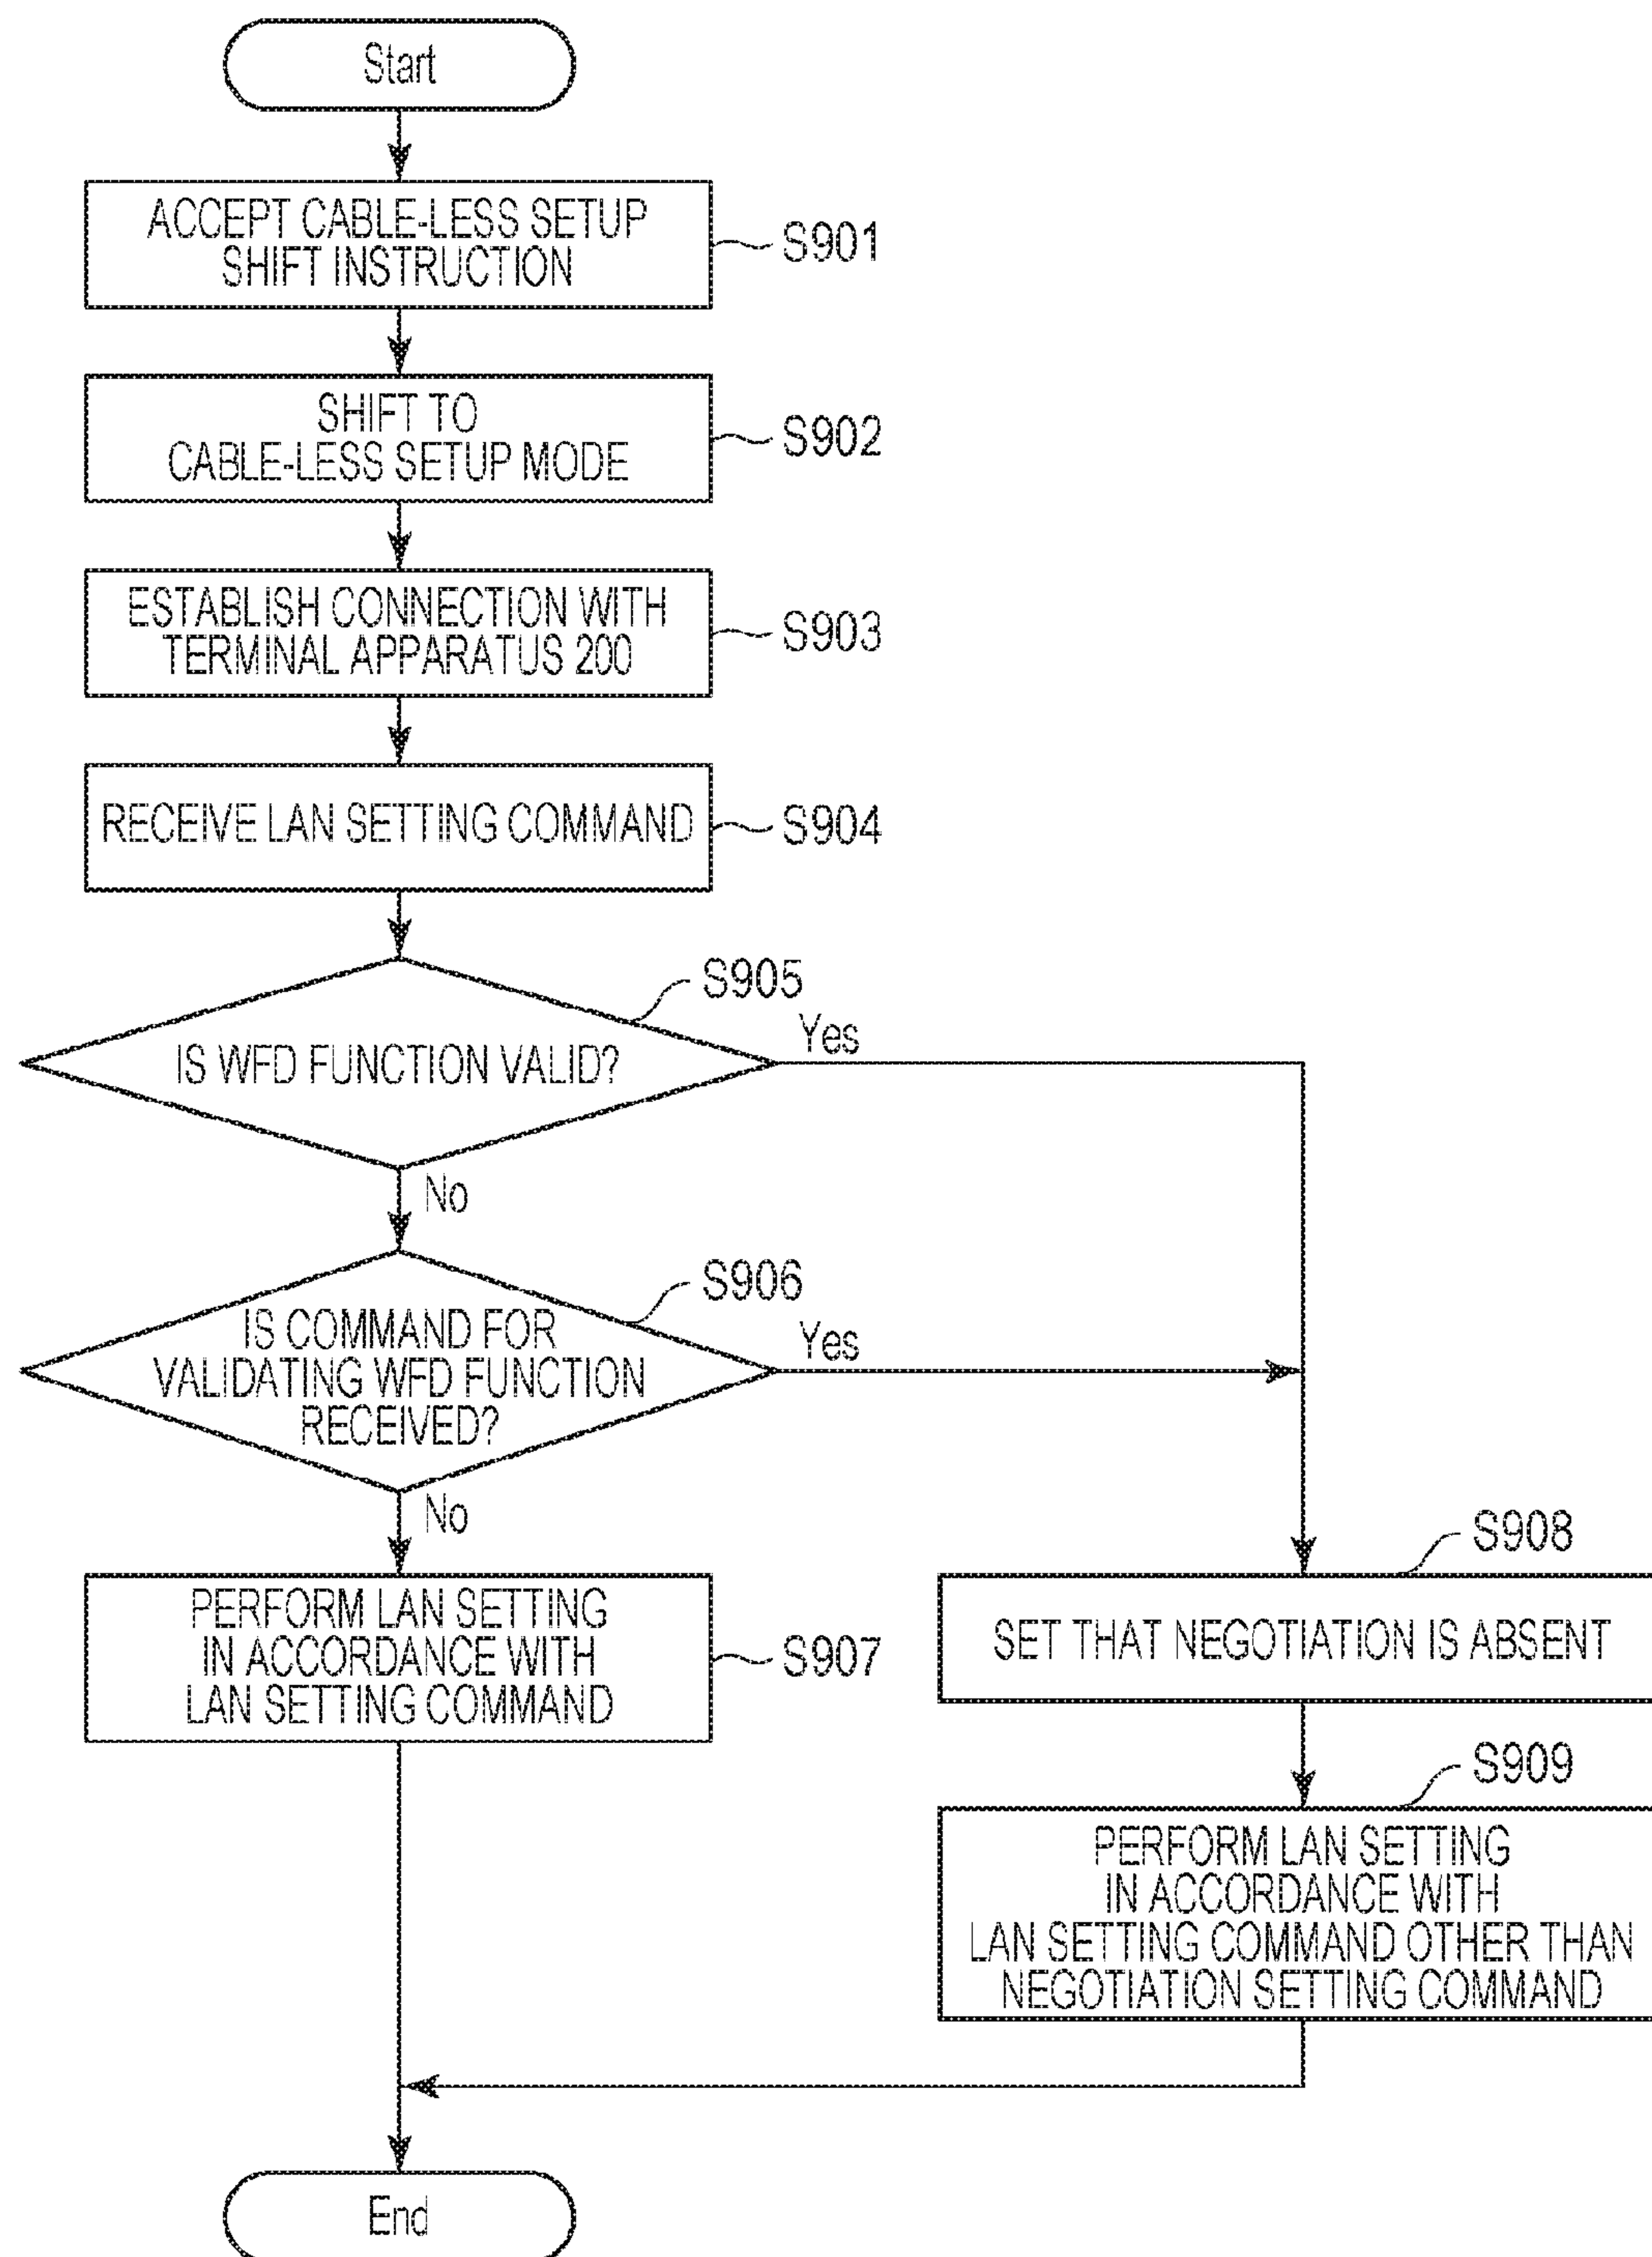 Start
ACCEPT CABLE-LESS SETUP
SHIFT INSTRUCTION
S901
SHIFT TO
CABLE-LESS SETUP MODE
S902
ESTABLISH CONNECTION WITH
TERMINAL APPARATUS 200
S903
RECEIVE LAN SETTING COMMAND
S904
S905
IS WFD FUNCTION VALID?
Yes
No
S906
IS COMMAND FOR
VALIDATING WFD FUNCTION
RECEIVED?
Yes
No
PERFORM LAN SETTING
IN ACCORDANCE WITH
LAN SETTING COMMAND
S907
S908
SET THAT NEGOTIATION IS ABSENT
S909
PERFORM LAN SETTING
IN ACCORDANCE WITH
LAN SETTING COMMAND OTHER THAN
NEGOTIATION SETTING COMMAND
End